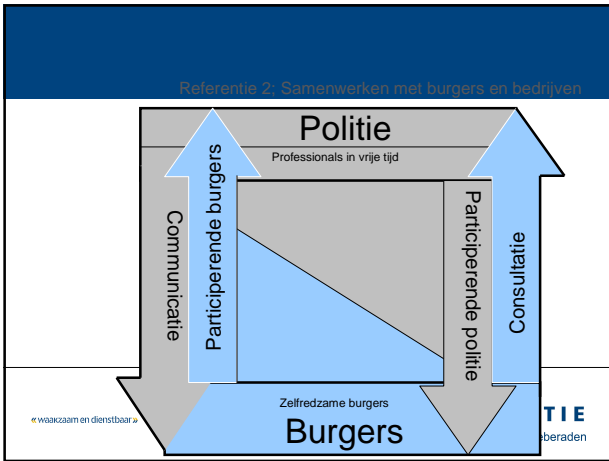 Referentie 2; Samenwerken met burgers en bedrijven
Politie
Professionals in vrije tijd
Communicatie
Participerende burgers
Participerende politie
Consultatie
Zelfredzame burgers
Burgers
«waakzaam en dienstbaar»
TIE
eberaden